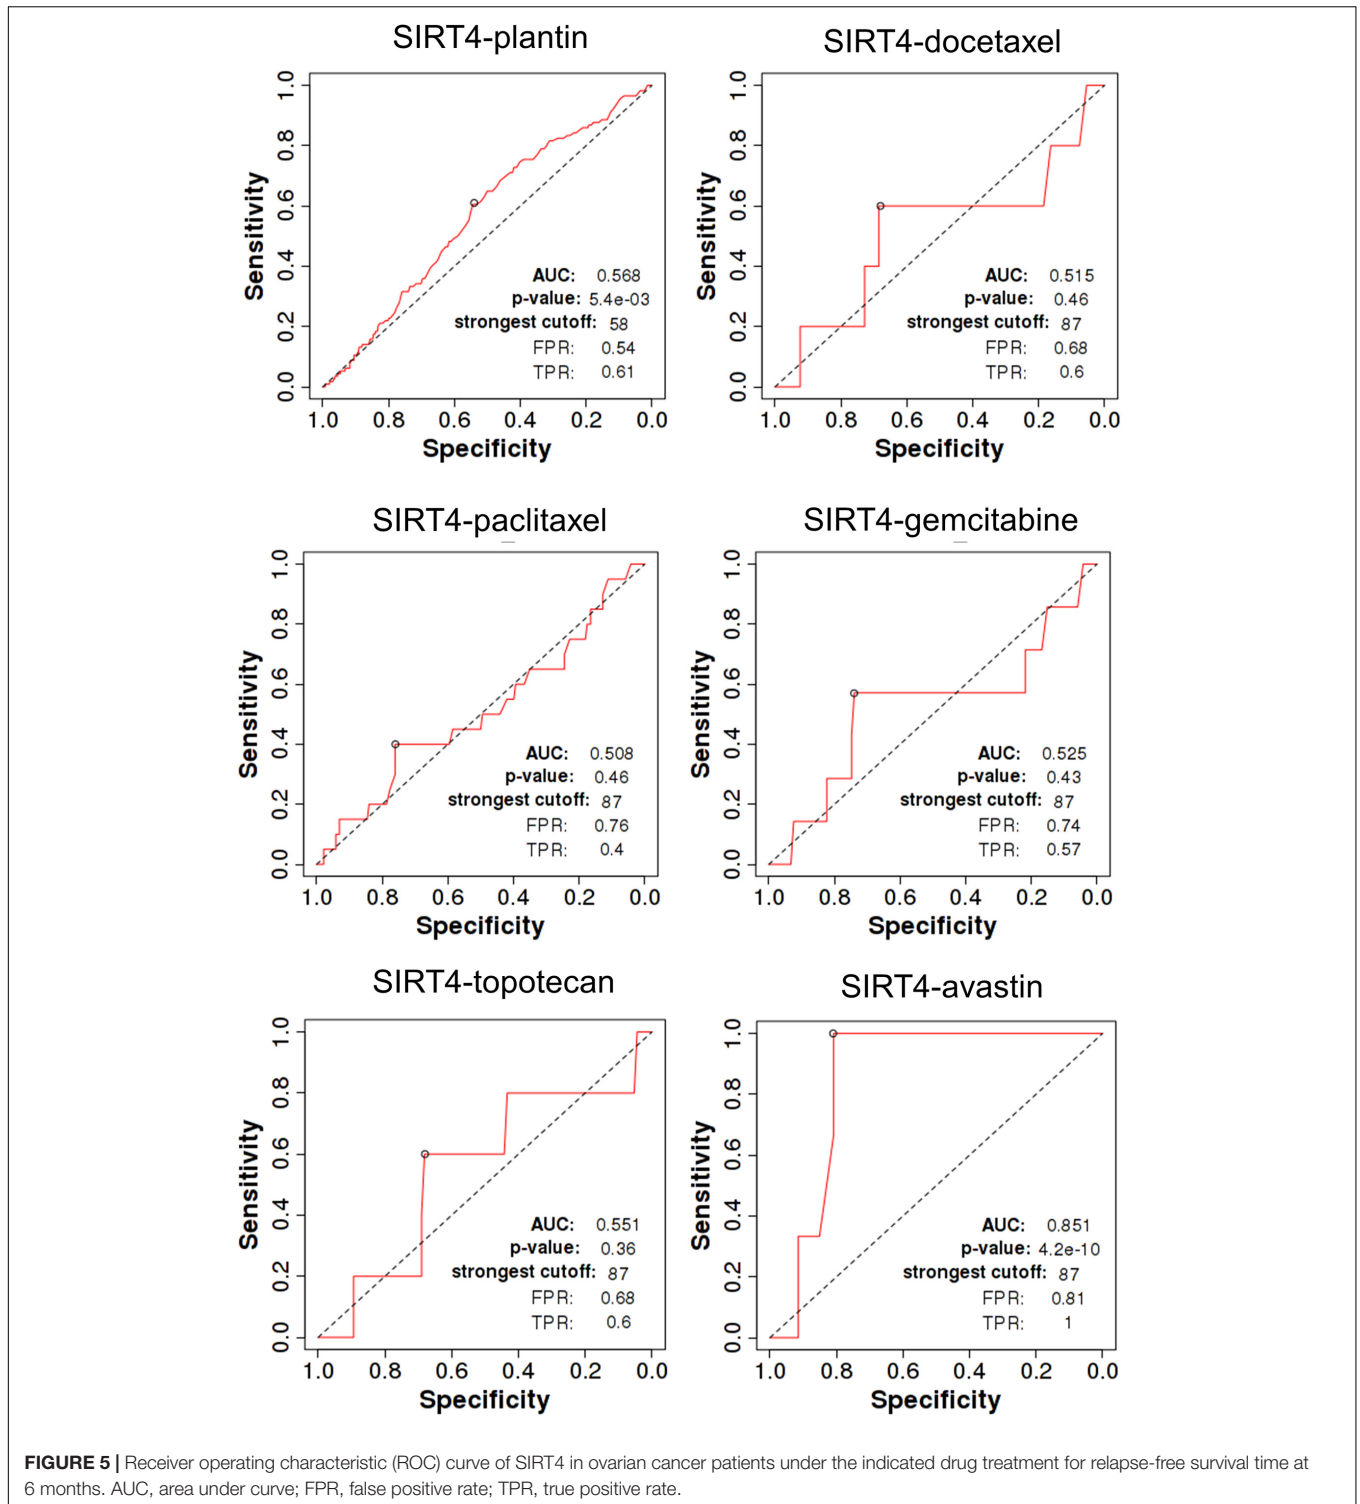 SIRT4-plantin
1.0
0.8
0.6
0.4
0.2
0.0
Sensitivity
AUC: 0.568
p-value: 5.4e-03
strongest cutoff: 58
FPR: 0.54
TPR: 0.61
1.0 0.8 0.6 0.4 0.2 0.0
Specificity
SIRT4-docetaxel
1.0
0.8
0.6
0.4
0.2
0.0
Sensitivity
AUC: 0.515
p-value: 0.46
strongest cutoff: 87
FPR: 0.68
TPR: 0.6
1.0 0.8 0.6 0.4 0.2 0.0
Specificity
SIRT4-paclitaxel
1.0
0.8
0.6
0.4
0.2
0.0
Sensitivity
AUC: 0.508
p-value: 0.46
strongest cutoff: 87
FPR: 0.76
TPR: 0.4
1.0 0.8 0.6 0.4 0.2 0.0
Specificity
SIRT4-gemcitabine
1.0
0.8
0.6
0.4
0.2
0.0
Sensitivity
AUC: 0.525
p-value: 0.43
strongest cutoff: 87
FPR: 0.74
TPR: 0.57
1.0 0.8 0.6 0.4 0.2 0.0
Specificity
SIRT4-topotecan
1.0
0.8
0.6
0.4
0.2
0.0
Sensitivity
AUC: 0.551
p-value: 0.36
strongest cutoff: 87
FPR: 0.68
TPR: 0.6
1.0 0.8 0.6 0.4 0.2 0.0
Specificity
SIRT4-avastin
1.0
0.8
0.6
0.4
0.2
0.0
Sensitivity
AUC: 0.851
p-value: 4.2e-10
strongest cutoff: 87
FPR: 0.81
TPR: 1
1.0 0.8 0.6 0.4 0.2 0.0
Specificity
FIGURE 5 | Receiver operating characteristic (ROC) curve of SIRT4 in ovarian cancer patients under the indicated drug treatment for relapse-free survival time at
6 months. AUC, area under curve; FPR, false positive rate; TPR, true positive rate.